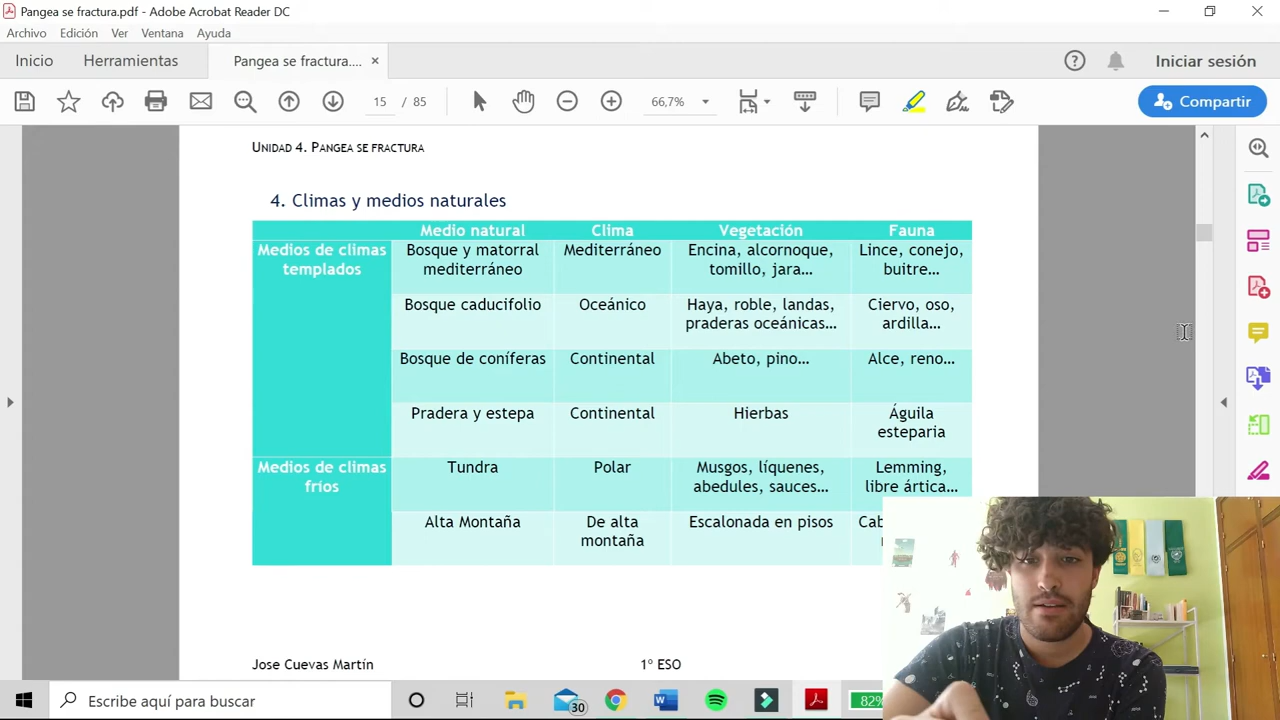 Pangea se fractura.pdf - Adobe Acrobat Reader DC
Archivo Edición Ver Ventana Ayuda
Inicio Herramientas Pangea se fractura.... × Iniciar sesión
15 / 85 66,7% Compartir
UNIDAD 4. PANGEA SE FRACTURA
4. Climas y medios naturales
Medio natural Clima Vegetación Fauna
Medios de climas templados
Bosque y matorral mediterráneo
Mediterráneo
Encina, alcornoque, tomillo, jara...
Lince, conejo, buitre...
Bosque caducifolio
Oceánico
Haya, roble, landas, praderas oceánicas...
Ciervo, oso, ardilla...
Bosque de coníferas
Continental
Abeto, pino...
Alce, reno...
Pradera y estepa
Continental
Hierbas
Águila esteparia
Medios de climas fríos
Tundra
Polar
Musgos, líquenes, abedules, sauces...
Lemming, libre ártica...
Alta Montaña
De alta montaña
Escalonada en pisos
Jose Cuevas Martín 1º ESO
Escribe aquí para buscar 30 82%